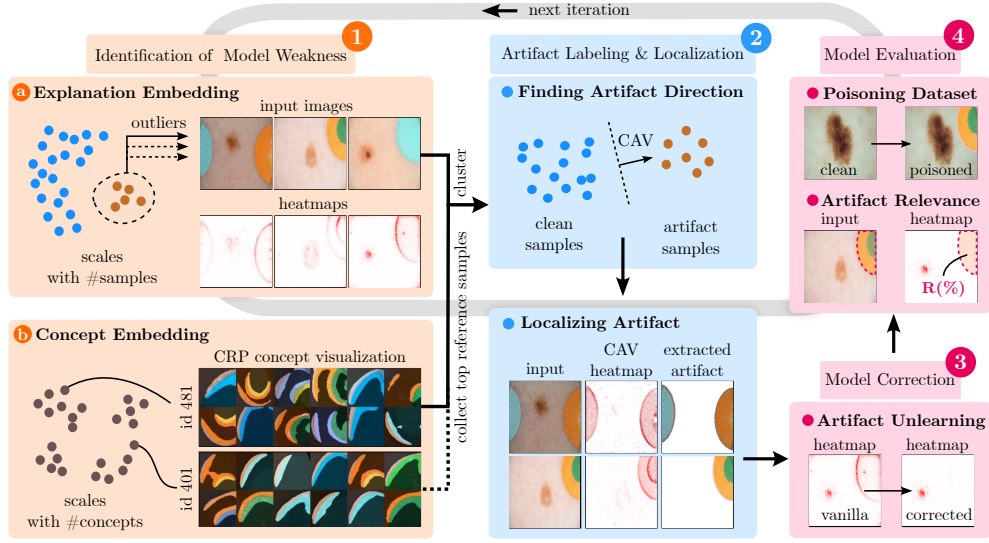 next iteration
1
Identification of Model Weakness
a Explanation Embedding
outliers
input images
heatmaps
scales
with #samples
b Concept Embedding
CRP concept visualization
id 481
id 401
scales
with #concepts
cluster
collect top reference samples
2
Artifact Labeling & Localization
Finding Artifact Direction
CAV
clean
samples
artifact
samples
Localizing Artifact
input
CAV
heatmap
extracted
artifact
3
Model Correction
Artifact Unlearning
heatmap
heatmap
vanilla
corrected
4
Model Evaluation
Poisoning Dataset
clean
poisoned
Artifact Relevance
input
heatmap
R(%)